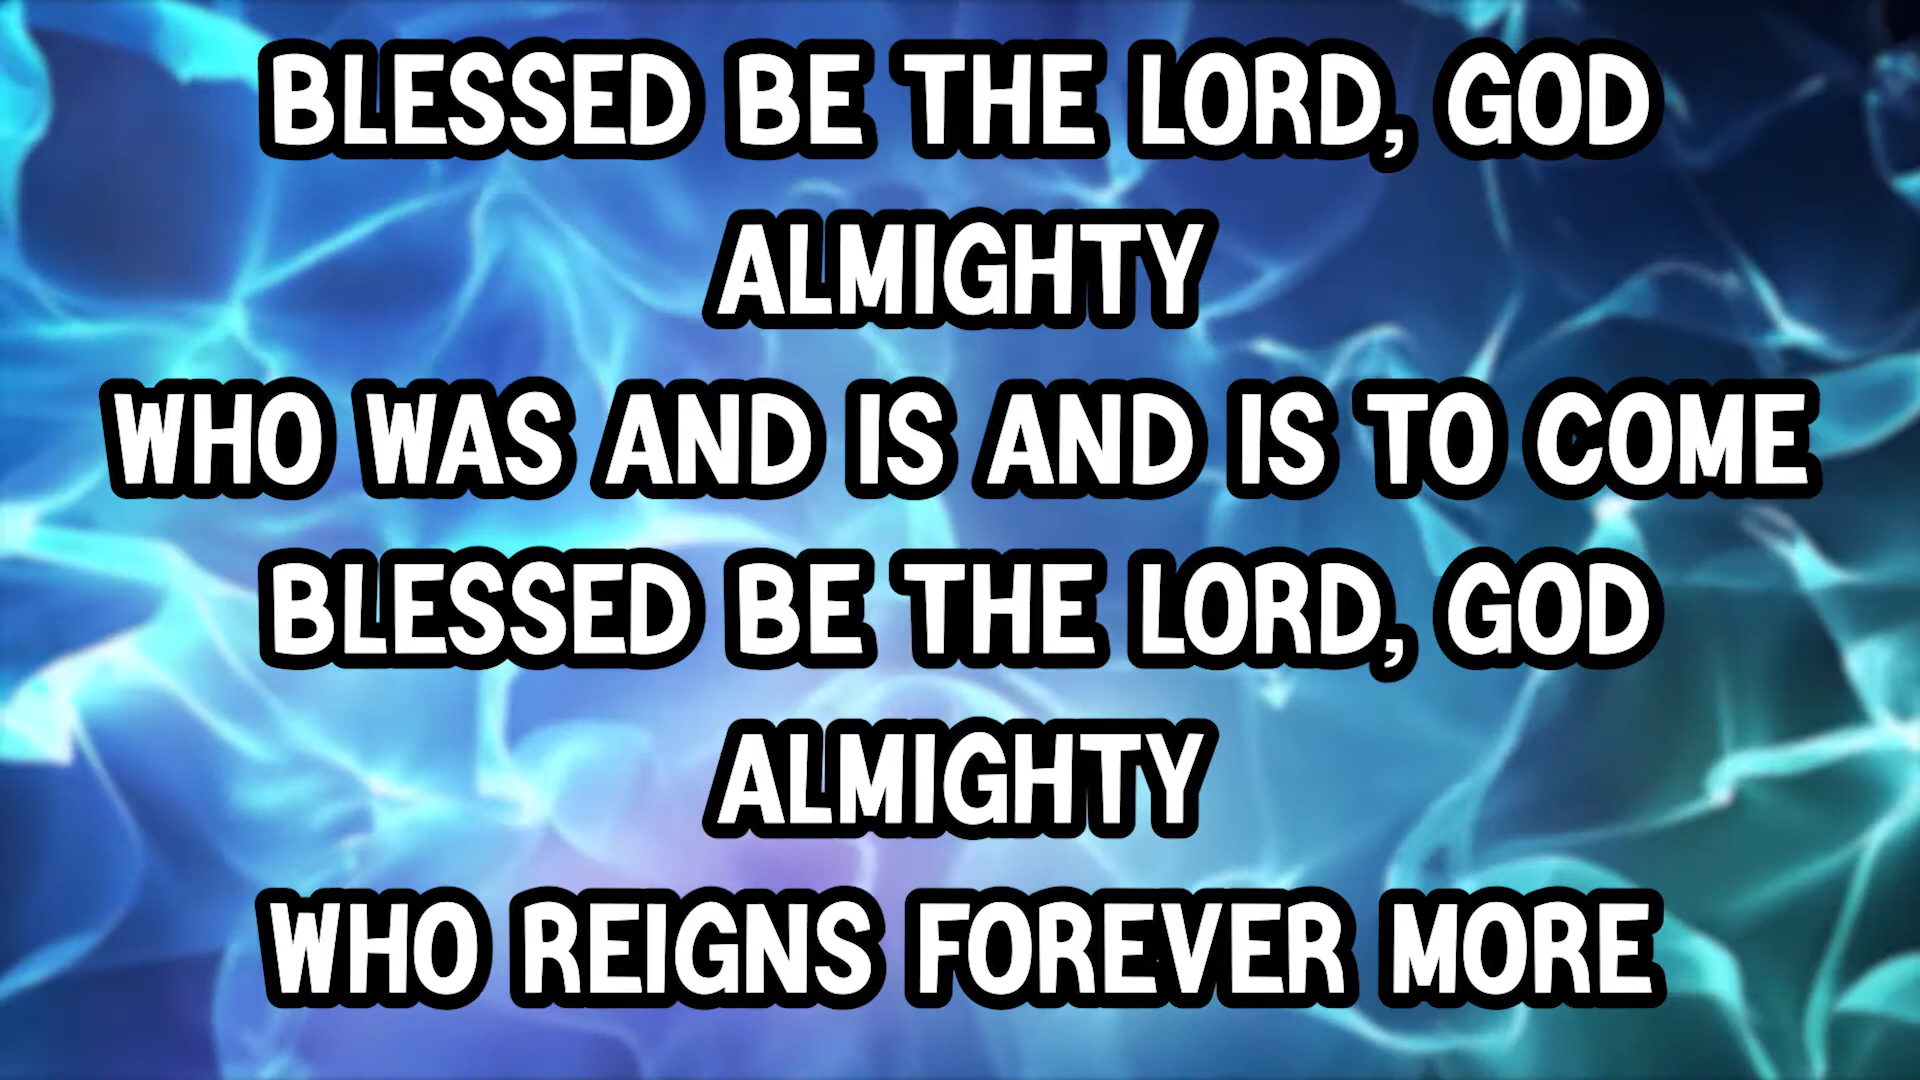 BLESSED BE THE LORD, GOD
ALMIGHTY
WHO WAS AND IS AND IS TO COME
BLESSED BE THE LORD, GOD
ALMIGHTY
WHO REIGNS FOREVER MORE